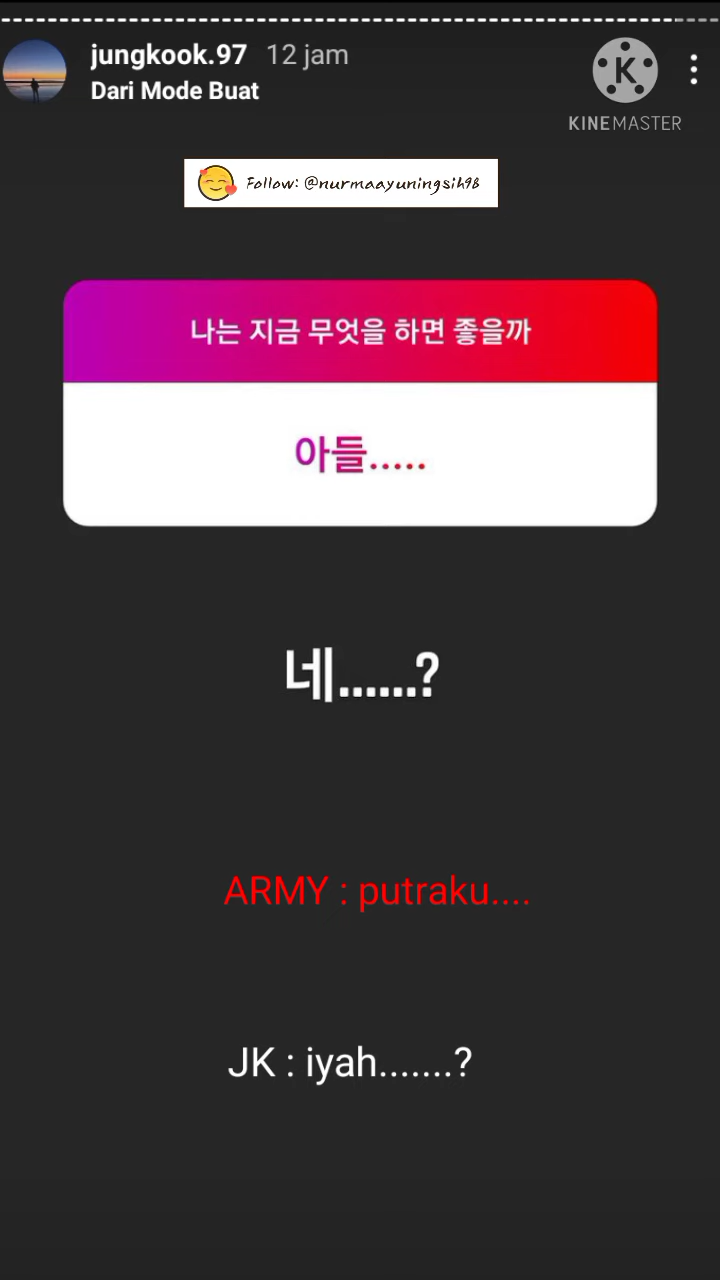 jungkook.97 12 jam
Dari Mode Buat
K
KINEMASTER
Follow: @nurmaayuningsih98
나는 지금 무엇을 하면 좋을까
아들.....
네......?
ARMY : putraku....
JK : iyah.......?